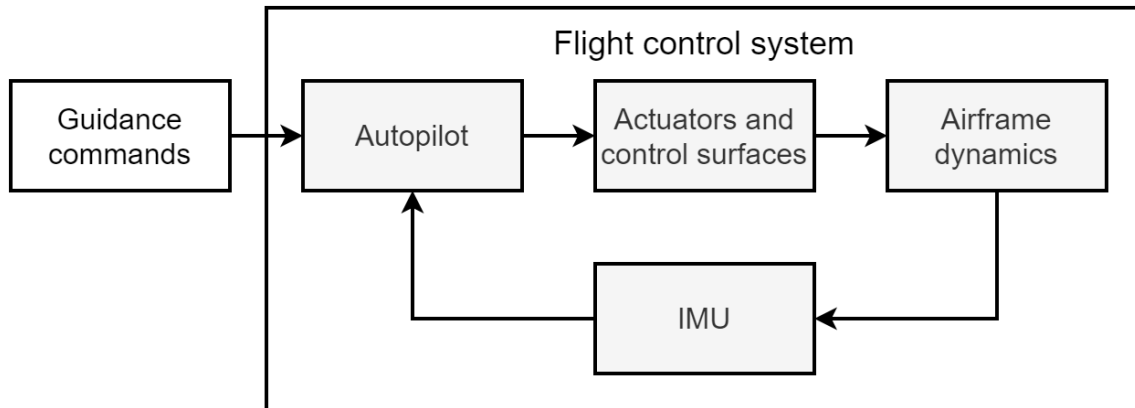 Flight control system
Guidance
commands
Autopilot
Actuators and
control surfaces
Airframe
dynamics
IMU